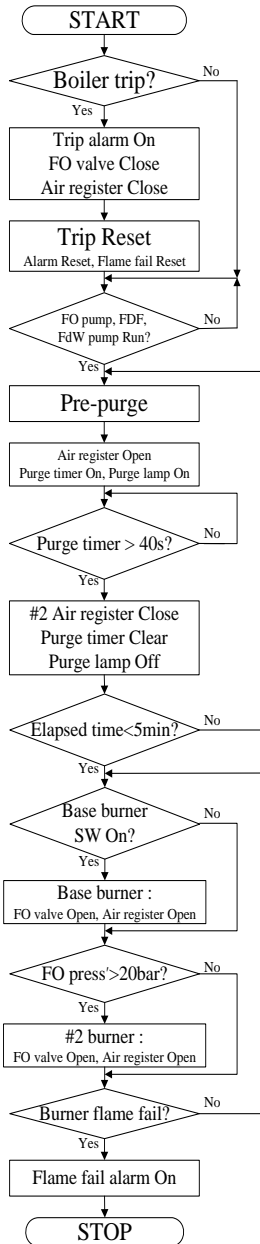 START
Boiler trip?
No
Yes
Trip alarm On
FO valve Close
Air register Close
Trip Reset
Alarm Reset, Flame fail Reset
FO pump, FDF,
FdW pump Run?
No
Yes
Pre-purge
Air register Open
Purge timer On, Purge lamp On
Purge timer > 40s?
No
Yes
#2 Air register Close
Purge timer Clear
Purge lamp Off
Elapsed time<5min?
No
Yes
Base burner
SW On?
No
Yes
Base burner :
FO valve Open, Air register Open
FO press'>20bar?
No
Yes
#2 burner :
FO valve Open, Air register Open
Burner flame fail?
No
Yes
Flame fail alarm On
STOP